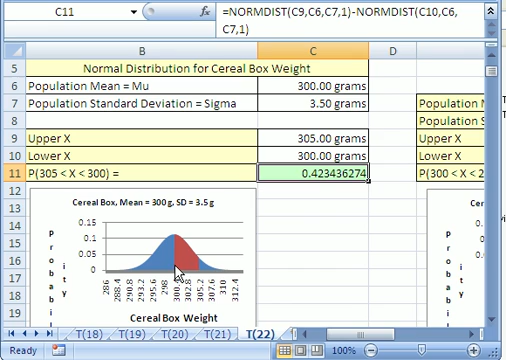 C11
fx
=NORMDIST(C9,C6,C7,1)-NORMDIST(C10,C6,
C7,1)
B C D
5 Normal Distribution for Cereal Box Weight
6 Population Mean = Mu 300.00 grams
7 Population Standard Deviation = Sigma 3.50 grams Population M
8 Population S
9 Upper X 305.00 grams Upper X
10 Lower X 300.00 grams Lower X
11 P(305 < X < 300) = 0.423436274 P(300 < X < 2
12
Cereal Box, Mean = 300 g, SD = 3.5 g
13
14
15
16
17
18
19
0.15
0.1
0.05
0
Probabil
ity
286 288.4 290.8 293.2 295.6 298 300.4 302.8 305.2 307.6 310 312.4
Cereal Box Weight
Probabil
ity
T(18) T(19) T(20) T(21) T(22)
Ready 100%